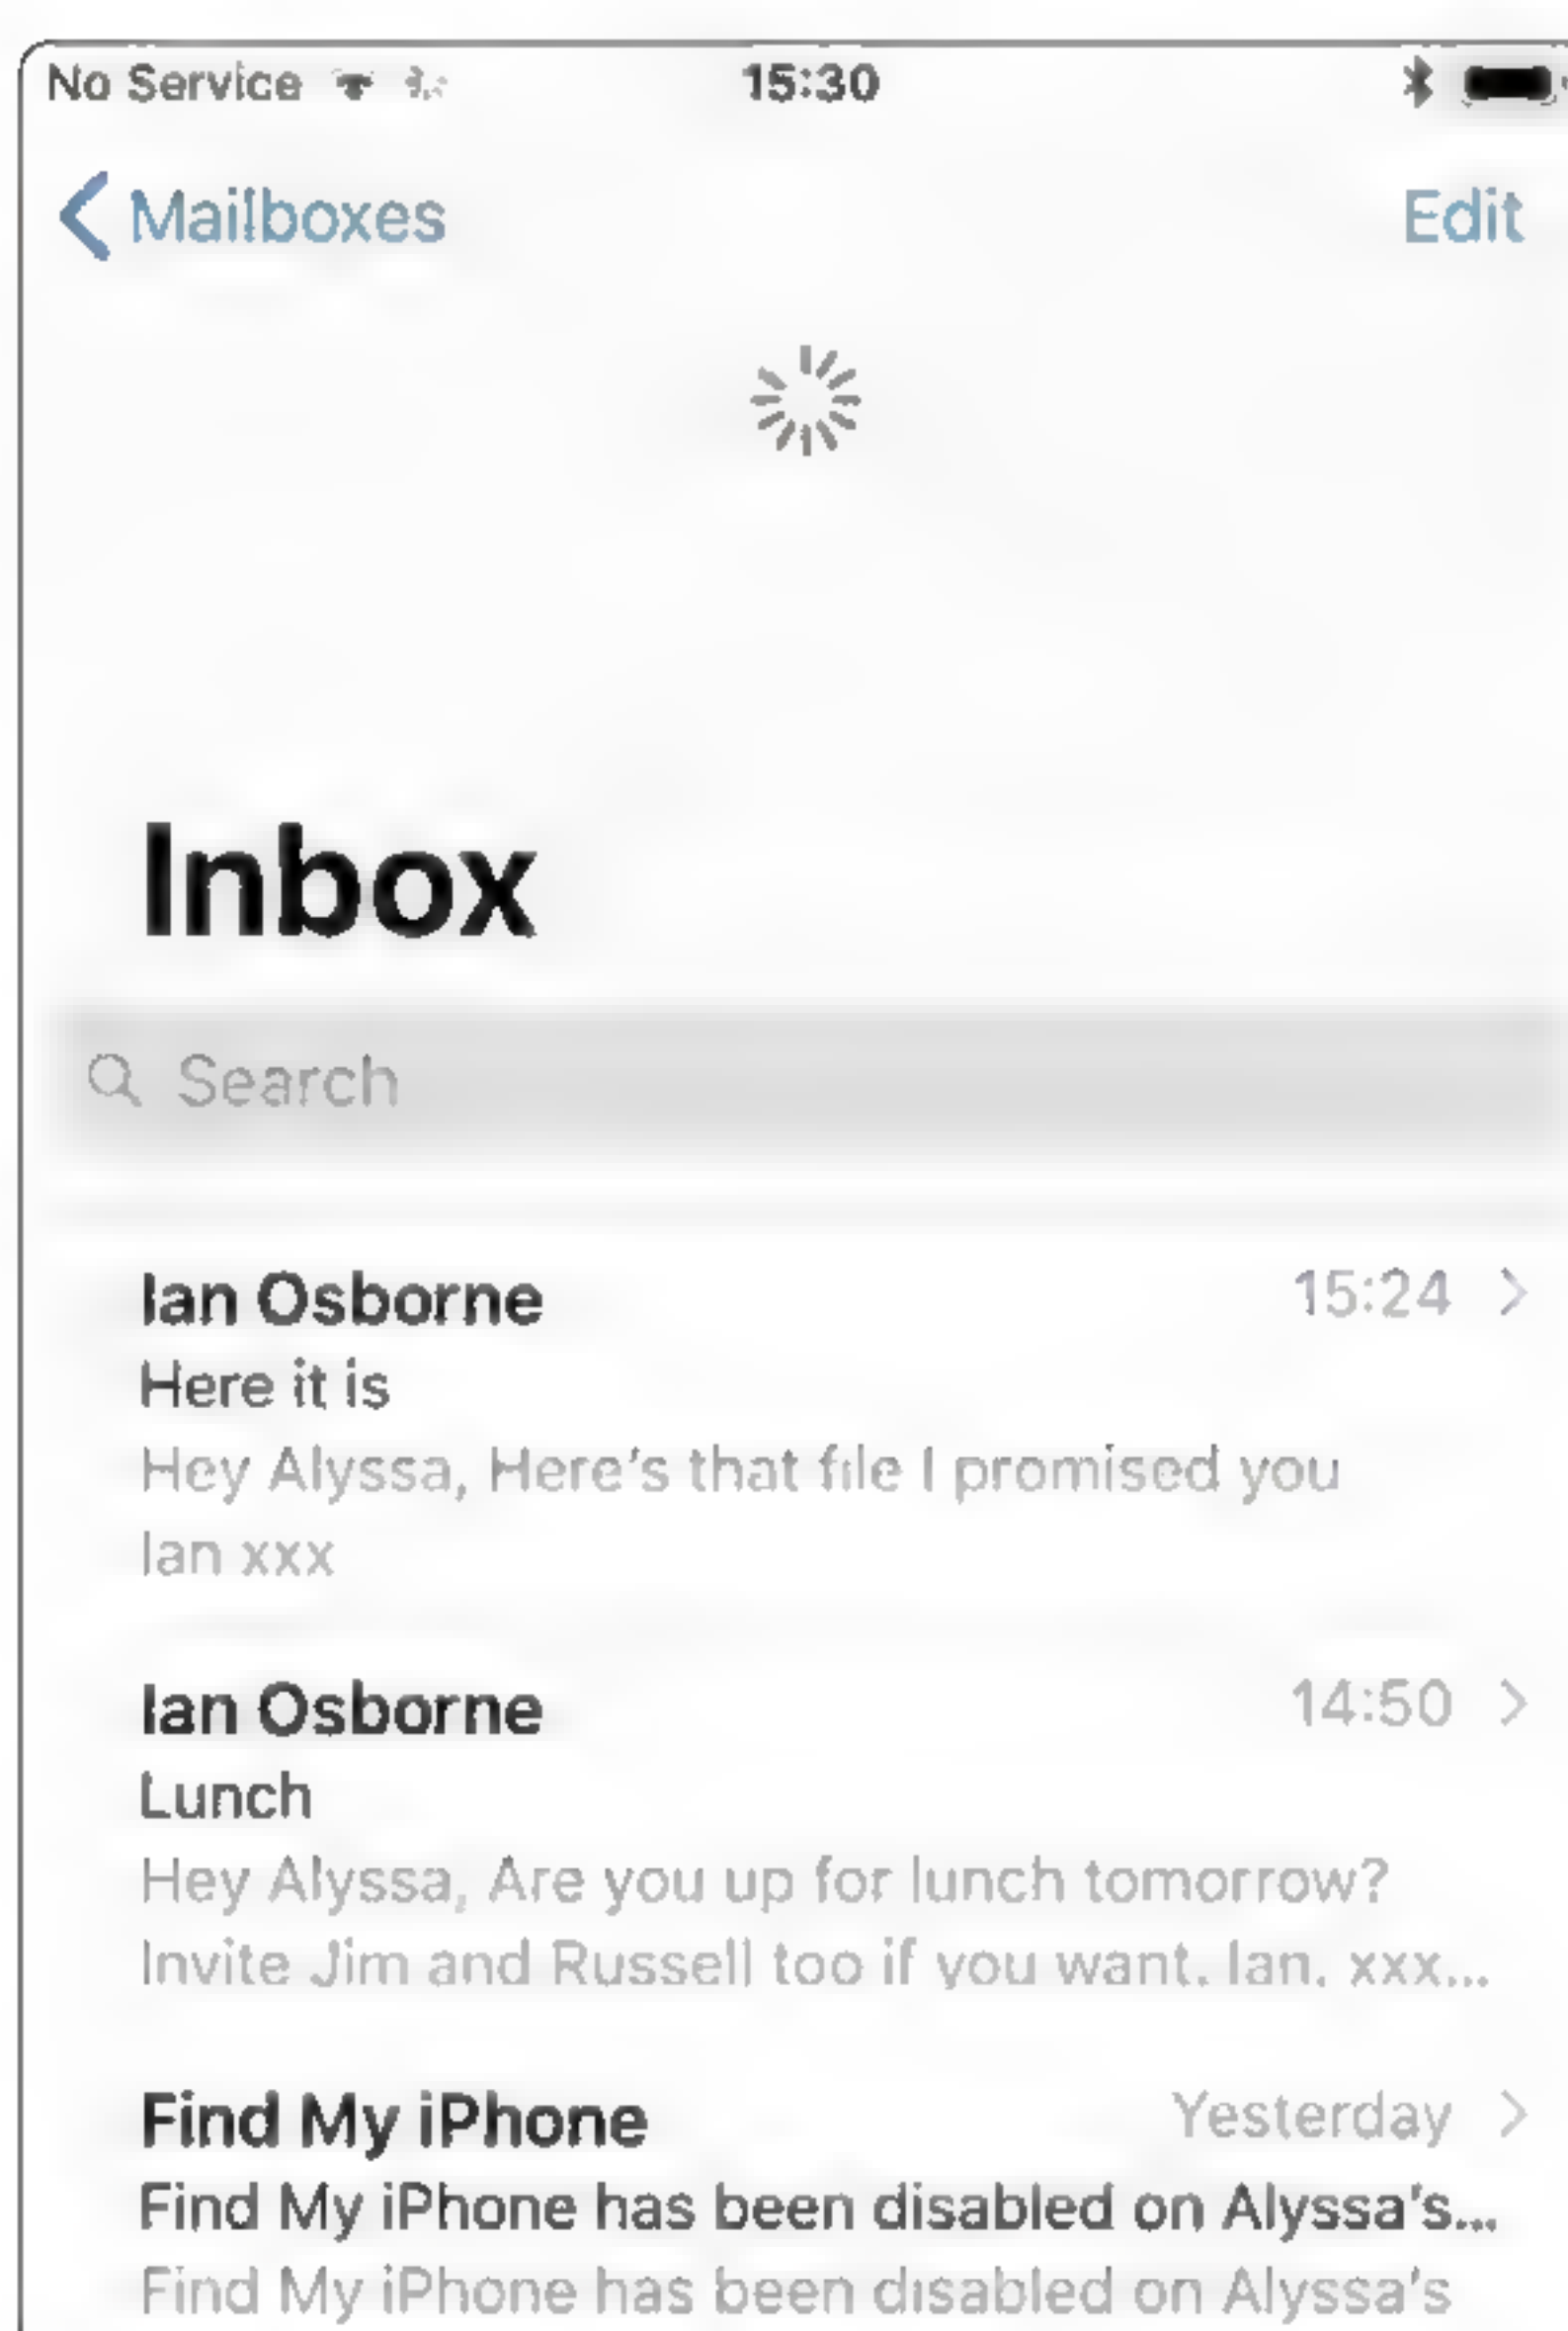 No Service 15:30
Mailboxes Edit
Inbox
Search
Ian Osborne 15:24
Here it is
Hey Alyssa, Here's that file I promised you
Ian xxx
Ian Osborne 14:50
Lunch
Hey Alyssa, Are you up for lunch tomorrow?
Invite Jim and Russell too if you want. Ian. xxx...
Find My iPhone Yesterday
Find My iPhone has been disabled on Alyssa's...
Find My iPhone has been disabled on Alyssa's